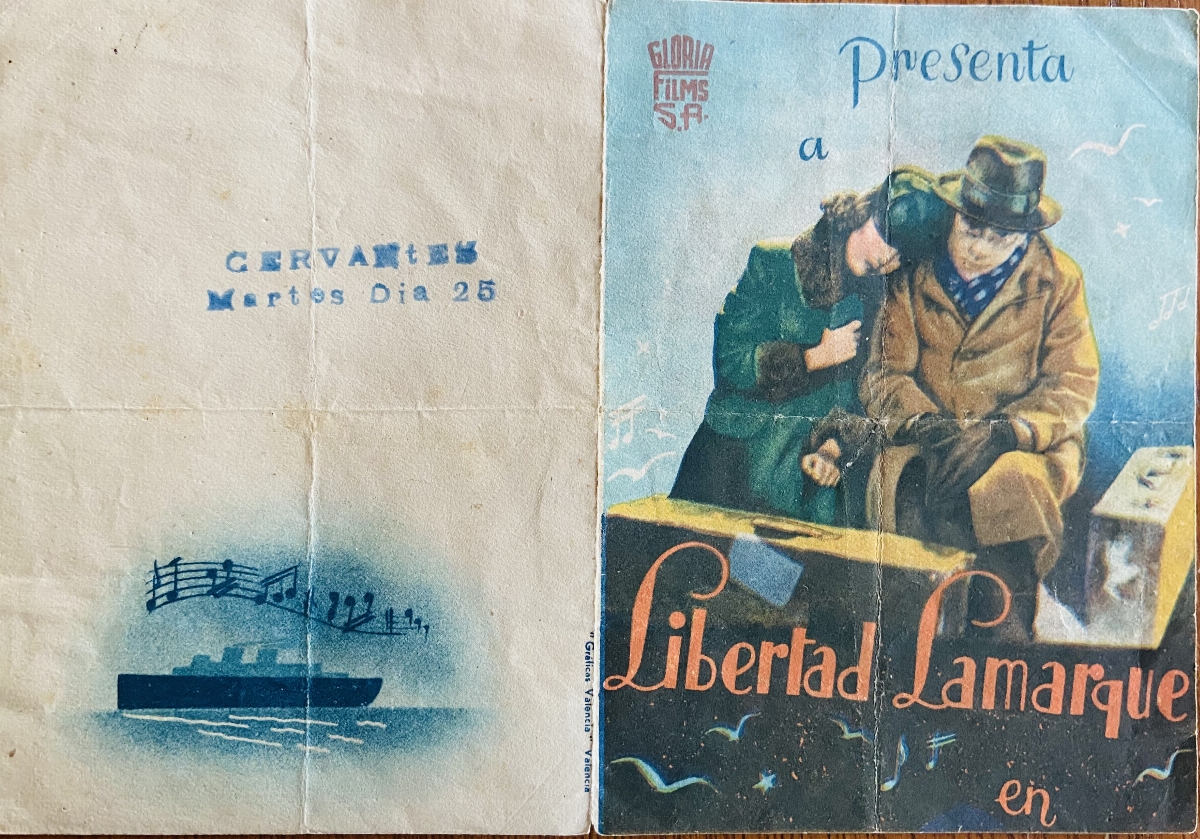 CERVANtES
Martes Dia 25
"Gráficas Valencia" Valencia
GLORIA
FILMS
S.A.
Presenta
a
Libertad Lamarque
en